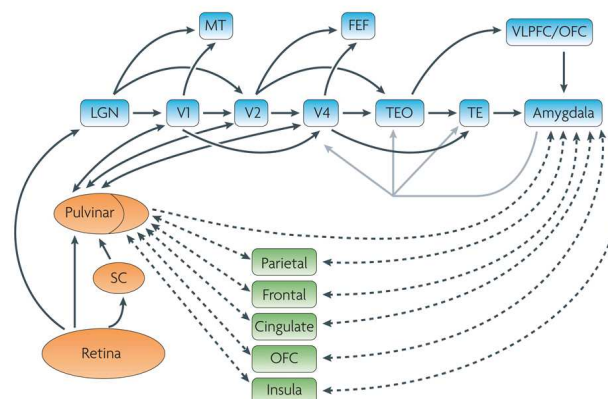 MT
FEF
VLPFC/OFC
LGN
V1
V2
V4
TEO
TE
Amygdala
Pulvinar
SC
Retina
Parietal
Frontal
Cingulate
OFC
Insula